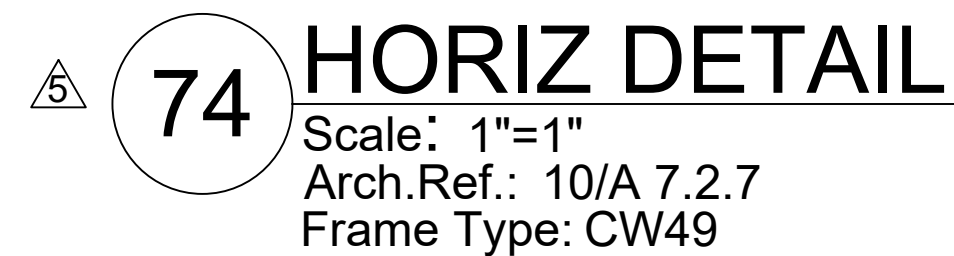 5
74
HORIZ DETAIL
Scale: 1"=1"
Arch.Ref.: 10/A 7.2.7
Frame Type: CW49